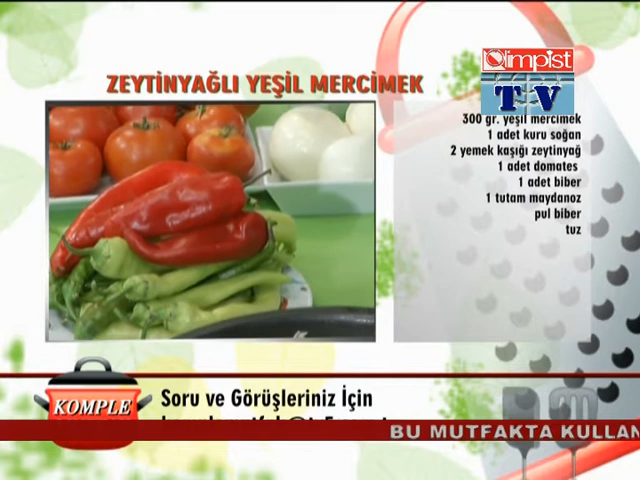 Olimpist
TV
ZEYTİNYAĞLI YEŞİL MERCİMEK
300 gr. yeşil mercimek
1 adet kuru soğan
2 yemek kaşığı zeytinyağ
1 adet domates
1 adet biber
1 tutam maydanoz
pul biber
tuz
KOMPLE
Soru ve Görüşleriniz İçin
BU MUTFAKTA KULLAN